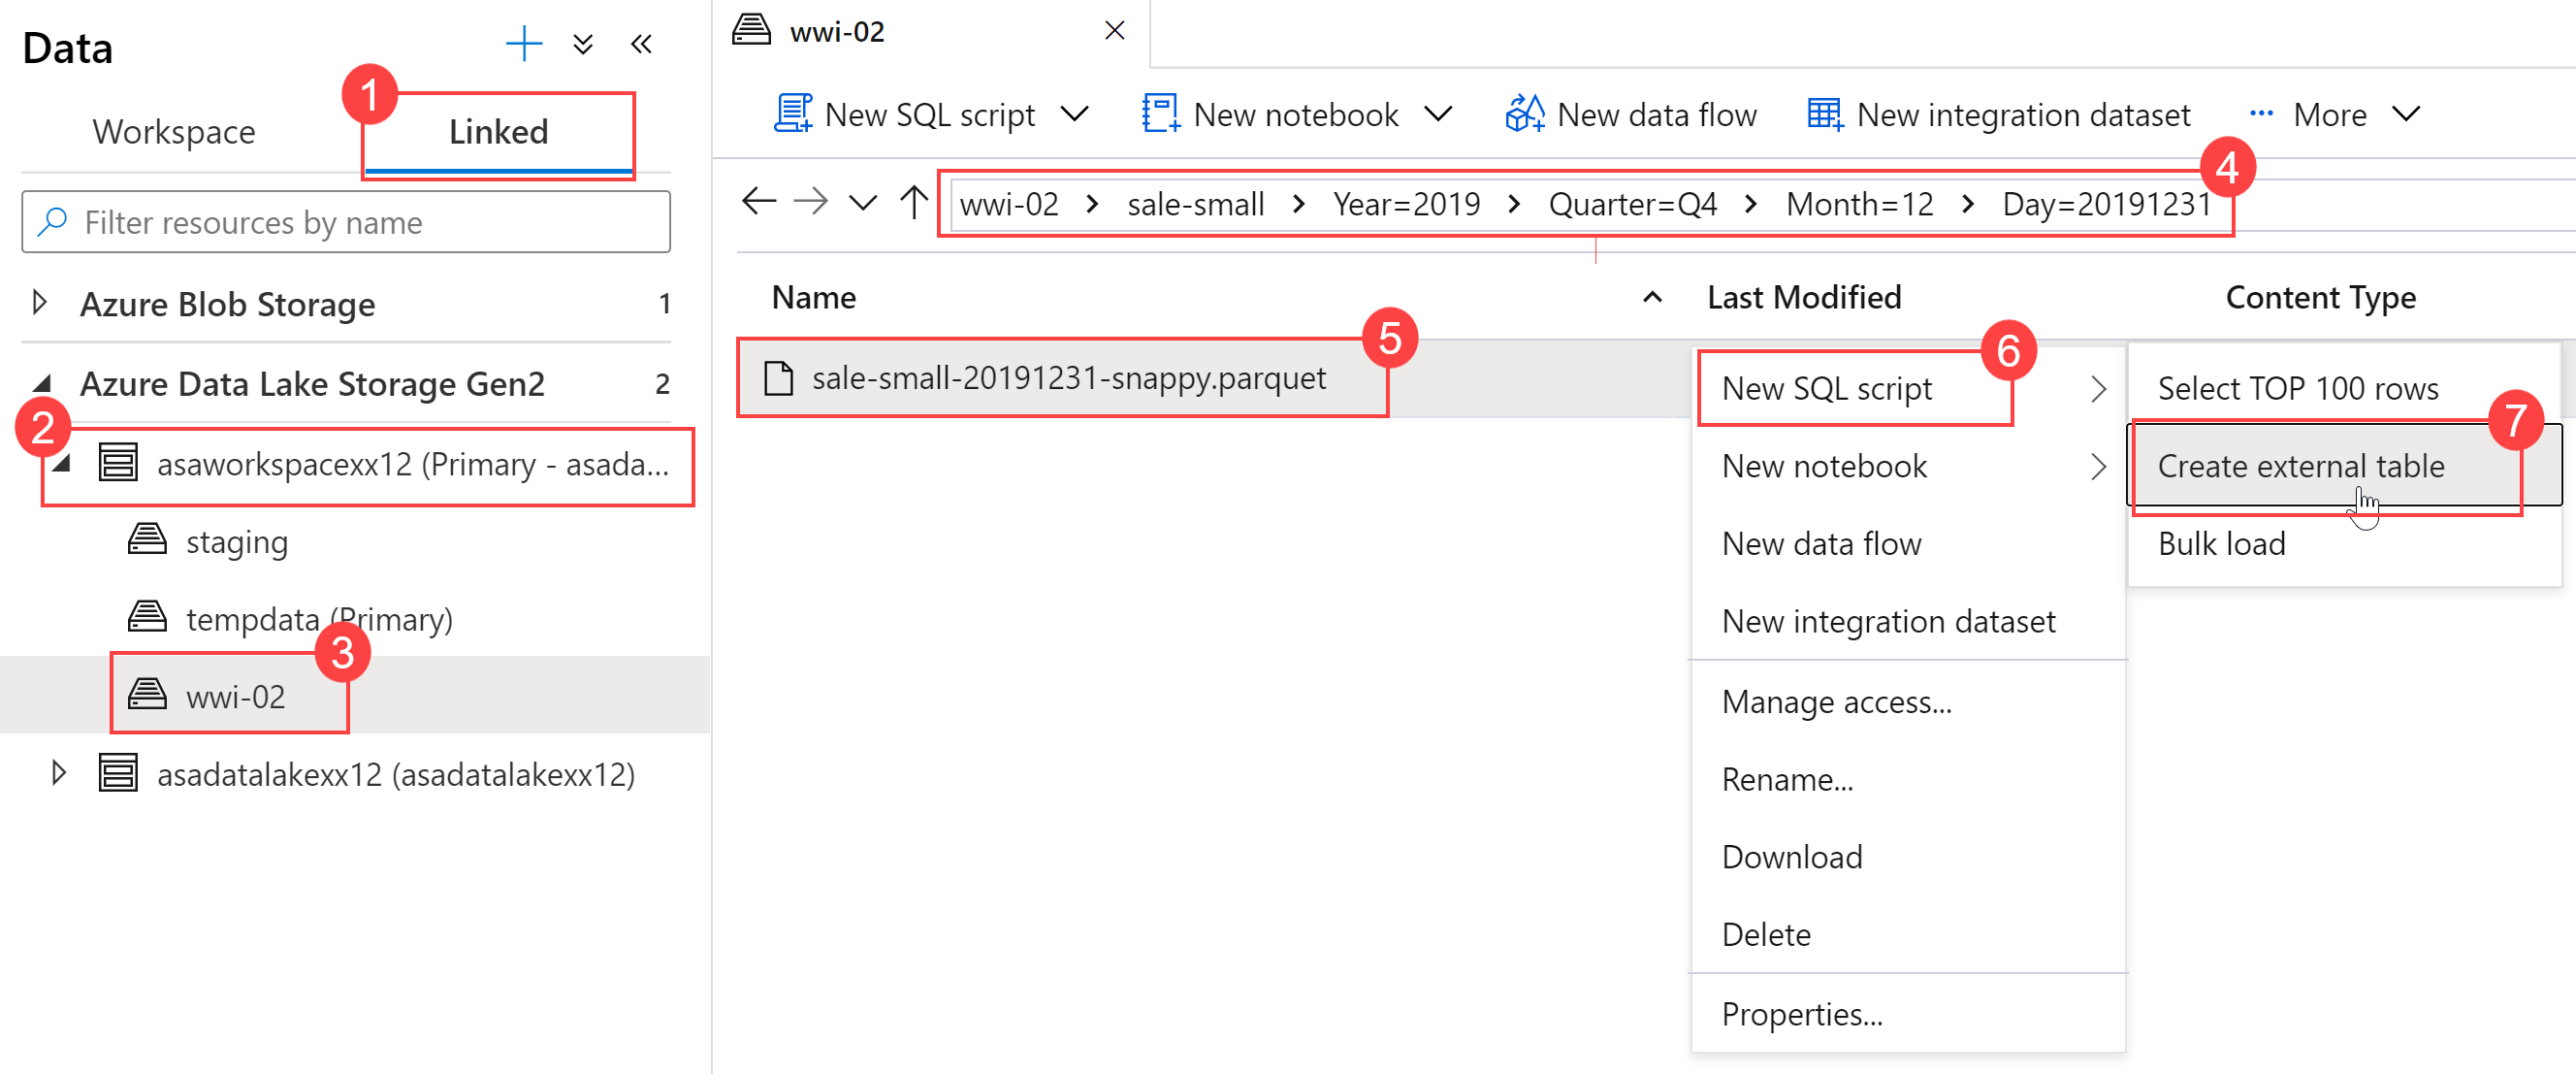 Data
1
Workspace
Linked
Filter resources by name
Azure Blob Storage 1
Azure Data Lake Storage Gen2 2
2
asaworkspacexx12 (Primary - asada...
staging
tempdata (Primary)
3
wwi-02
asadatalakexx12 (asadatalakexx12)
wwi-02
New SQL script
New notebook
New data flow
New integration dataset
... More
4
wwi-02 > sale-small > Year=2019 > Quarter=Q4 > Month=12 > Day=20191231
Name
Last Modified
Content Type
5
sale-small-20191231-snappy.parquet
6
New SQL script
New notebook
New data flow
New integration dataset
Manage access...
Rename...
Download
Delete
Properties...
Select TOP 100 rows
7
Create external table
Bulk load